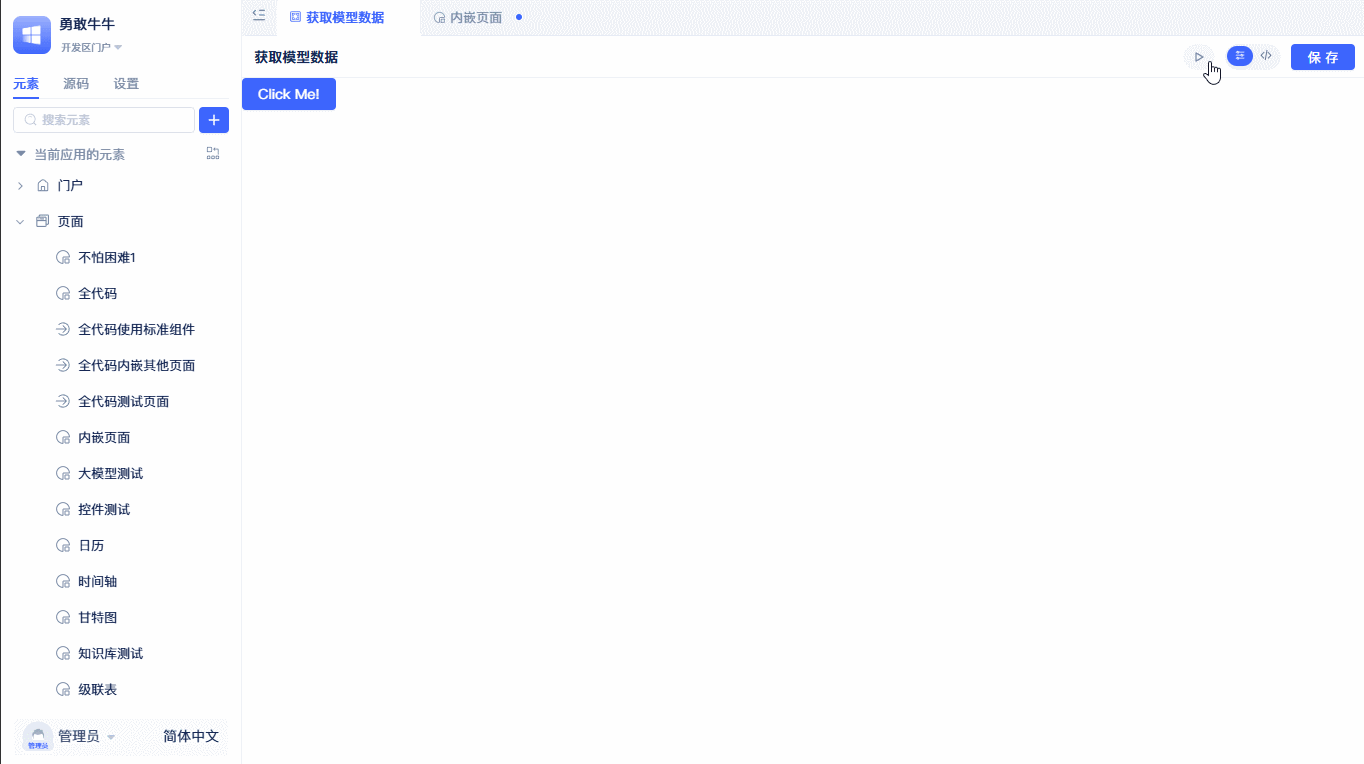 勇敢牛牛
开发区门户
元素 源码 设置
搜索元素
当前应用的元素
门户
页面
不怕困难1
全代码
全代码使用标准组件
全代码内嵌其他页面
全代码测试页面
内嵌页面
大模型测试
控件测试
日历
时间轴
甘特图
知识库测试
级联表
管理员
管理员 简体中文
获取模型数据 内嵌页面
获取模型数据 保存
Click Me!